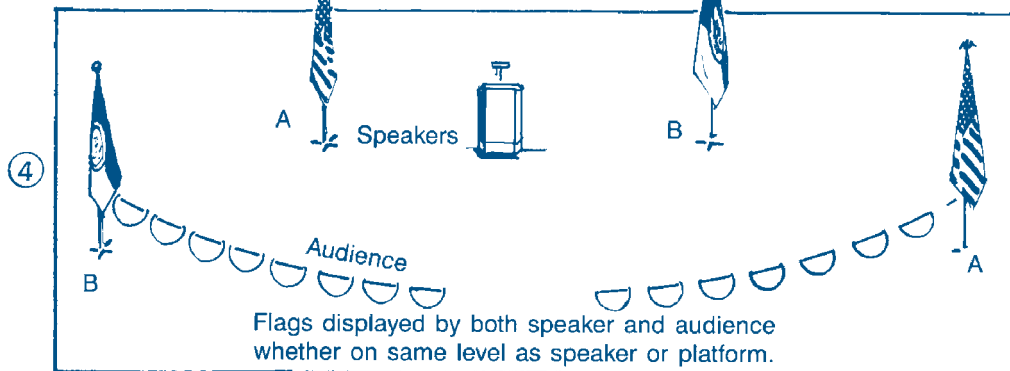 A
Speakers
B
④
Audience
B
A
Flags displayed by both speaker and audience
whether on same level as speaker or platform.